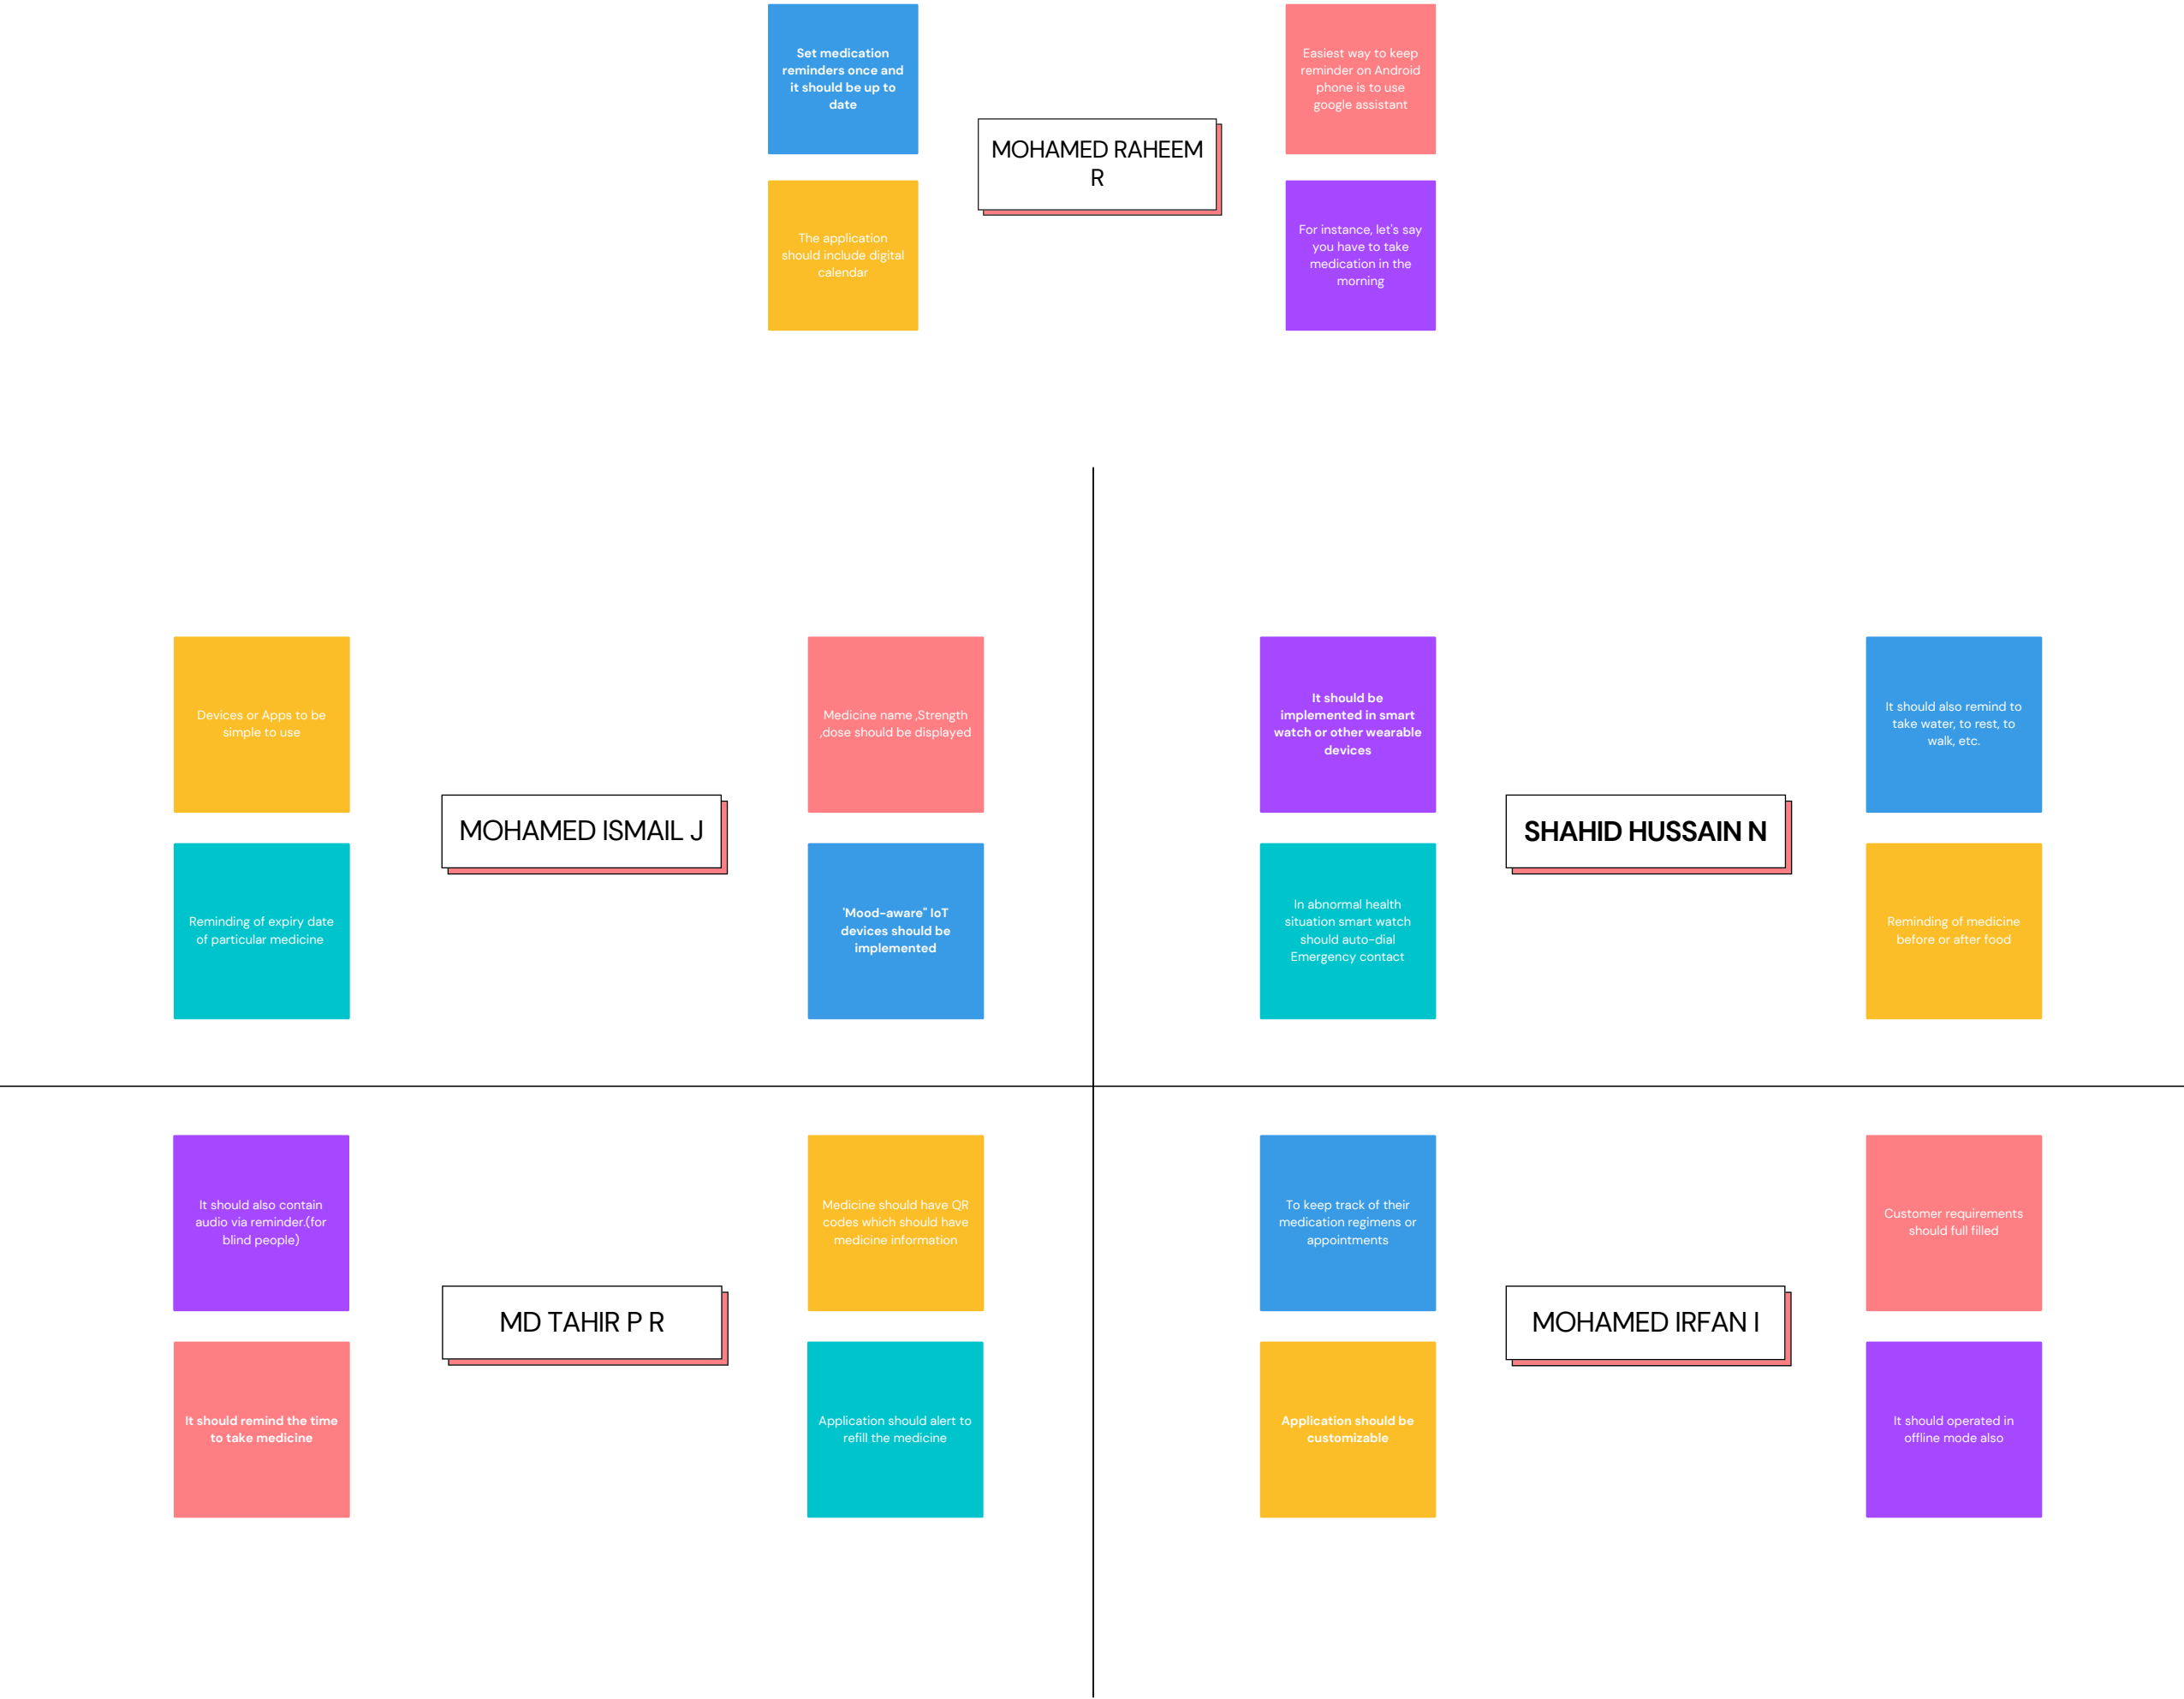 Set medication
reminders once and
it should be up to
date
Easiest way to keep
reminder on Android
phone is to use
google assistant
MOHAMED RAHEEM
R
The application
should include digital
calendar
For instance, let's say
you have to take
medication in the
morning
Devices or Apps to be
simple to use
Medicine name ,Strength
,dose should be displayed
MOHAMED ISMAIL J
Reminding of expiry date
of particular medicine
'Mood-aware" IoT
devices should be
implemented
It should be
implemented in smart
watch or other wearable
devices
It should also remind to
take water, to rest, to
walk, etc.
SHAHID HUSSAIN N
In abnormal health
situation smart watch
should auto-dial
Emergency contact
Reminding of medicine
before or after food
It should also contain
audio via reminder.(for
blind people)
Medicine should have QR
codes which should have
medicine information
MD TAHIR P R
It should remind the time
to take medicine
Application should alert to
refill the medicine
To keep track of their
medication regimens or
appointments
Customer requirements
should full filled
MOHAMED IRFAN I
Application should be
customizable
It should operated in
offline mode also